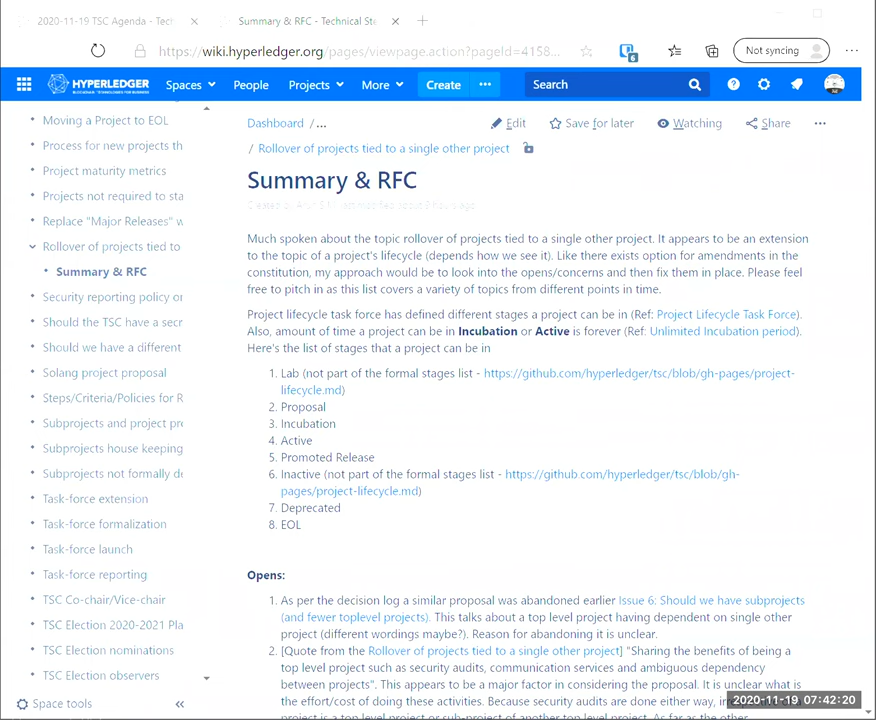 2020-11-19 TSC Agenda - Tech
Summary & RFC - Technical Ste
https://wiki.hyperledger.org/pages/viewpage.action?pageId=4158...
6
Not syncing
HYPERLEDGER
Spaces
People
Projects
More
Create
Search
Moving a Project to EOL
Process for new projects th
Project maturity metrics
Projects not required to sta
Replace "Major Releases" w
Rollover of projects tied to
Summary & RFC
Security reporting policy or
Should the TSC have a secr
Should we have a different
Solang project proposal
Steps/Criteria/Policies for R
Subprojects and project pre
Subprojects house keeping
Subprojects not formally de
Task-force extension
Task-force formalization
Task-force launch
Task-force reporting
TSC Co-chair/Vice-chair
TSC Election 2020-2021 Pla
TSC Election nominations
TSC Election observers
Space tools
Dashboard /...
Edit
Save for later
Watching
Share
/ Rollover of projects tied to a single other project
Summary & RFC
Much spoken about the topic rollover of projects tied to a single other project. It appears to be an extension
to the topic of a project's lifecycle (depends how we see it). Like there exists option for amendments in the
constitution, my approach would be to look into the opens/concerns and then fix them in place. Please feel
free to pitch in as this list covers a variety of topics from different points in time.
Project lifecycle task force has defined different stages a project can be in (Ref: Project Lifecycle Task Force).
Also, amount of time a project can be in Incubation or Active is forever (Ref: Unlimited Incubation period).
Here's the list of stages that a project can be in
1. Lab (not part of the formal stages list - https://github.com/hyperledger/tsc/blob/gh-pages/project-
lifecycle.md)
2. Proposal
3. Incubation
4. Active
5. Promoted Release
6. Inactive (not part of the formal stages list - https://github.com/hyperledger/tsc/blob/gh-
pages/project-lifecycle.md)
7. Deprecated
8. EOL
Opens:
1. As per the decision log a similar proposal was abandoned earlier Issue 6: Should we have subprojects
(and fewer toplevel projects). This talks about a top level project having dependent on single other
project (different wordings maybe?). Reason for abandoning it is unclear.
2. [Quote from the Rollover of projects tied to a single other project] "Sharing the benefits of being a
top level project such as security audits, communication services and ambiguous dependency
between projects". This appears to be a major factor in considering the proposal. It is unclear what is
the effort/cost of doing these activities. Because security audits are done either way,
2020-11-19, 07:42:20